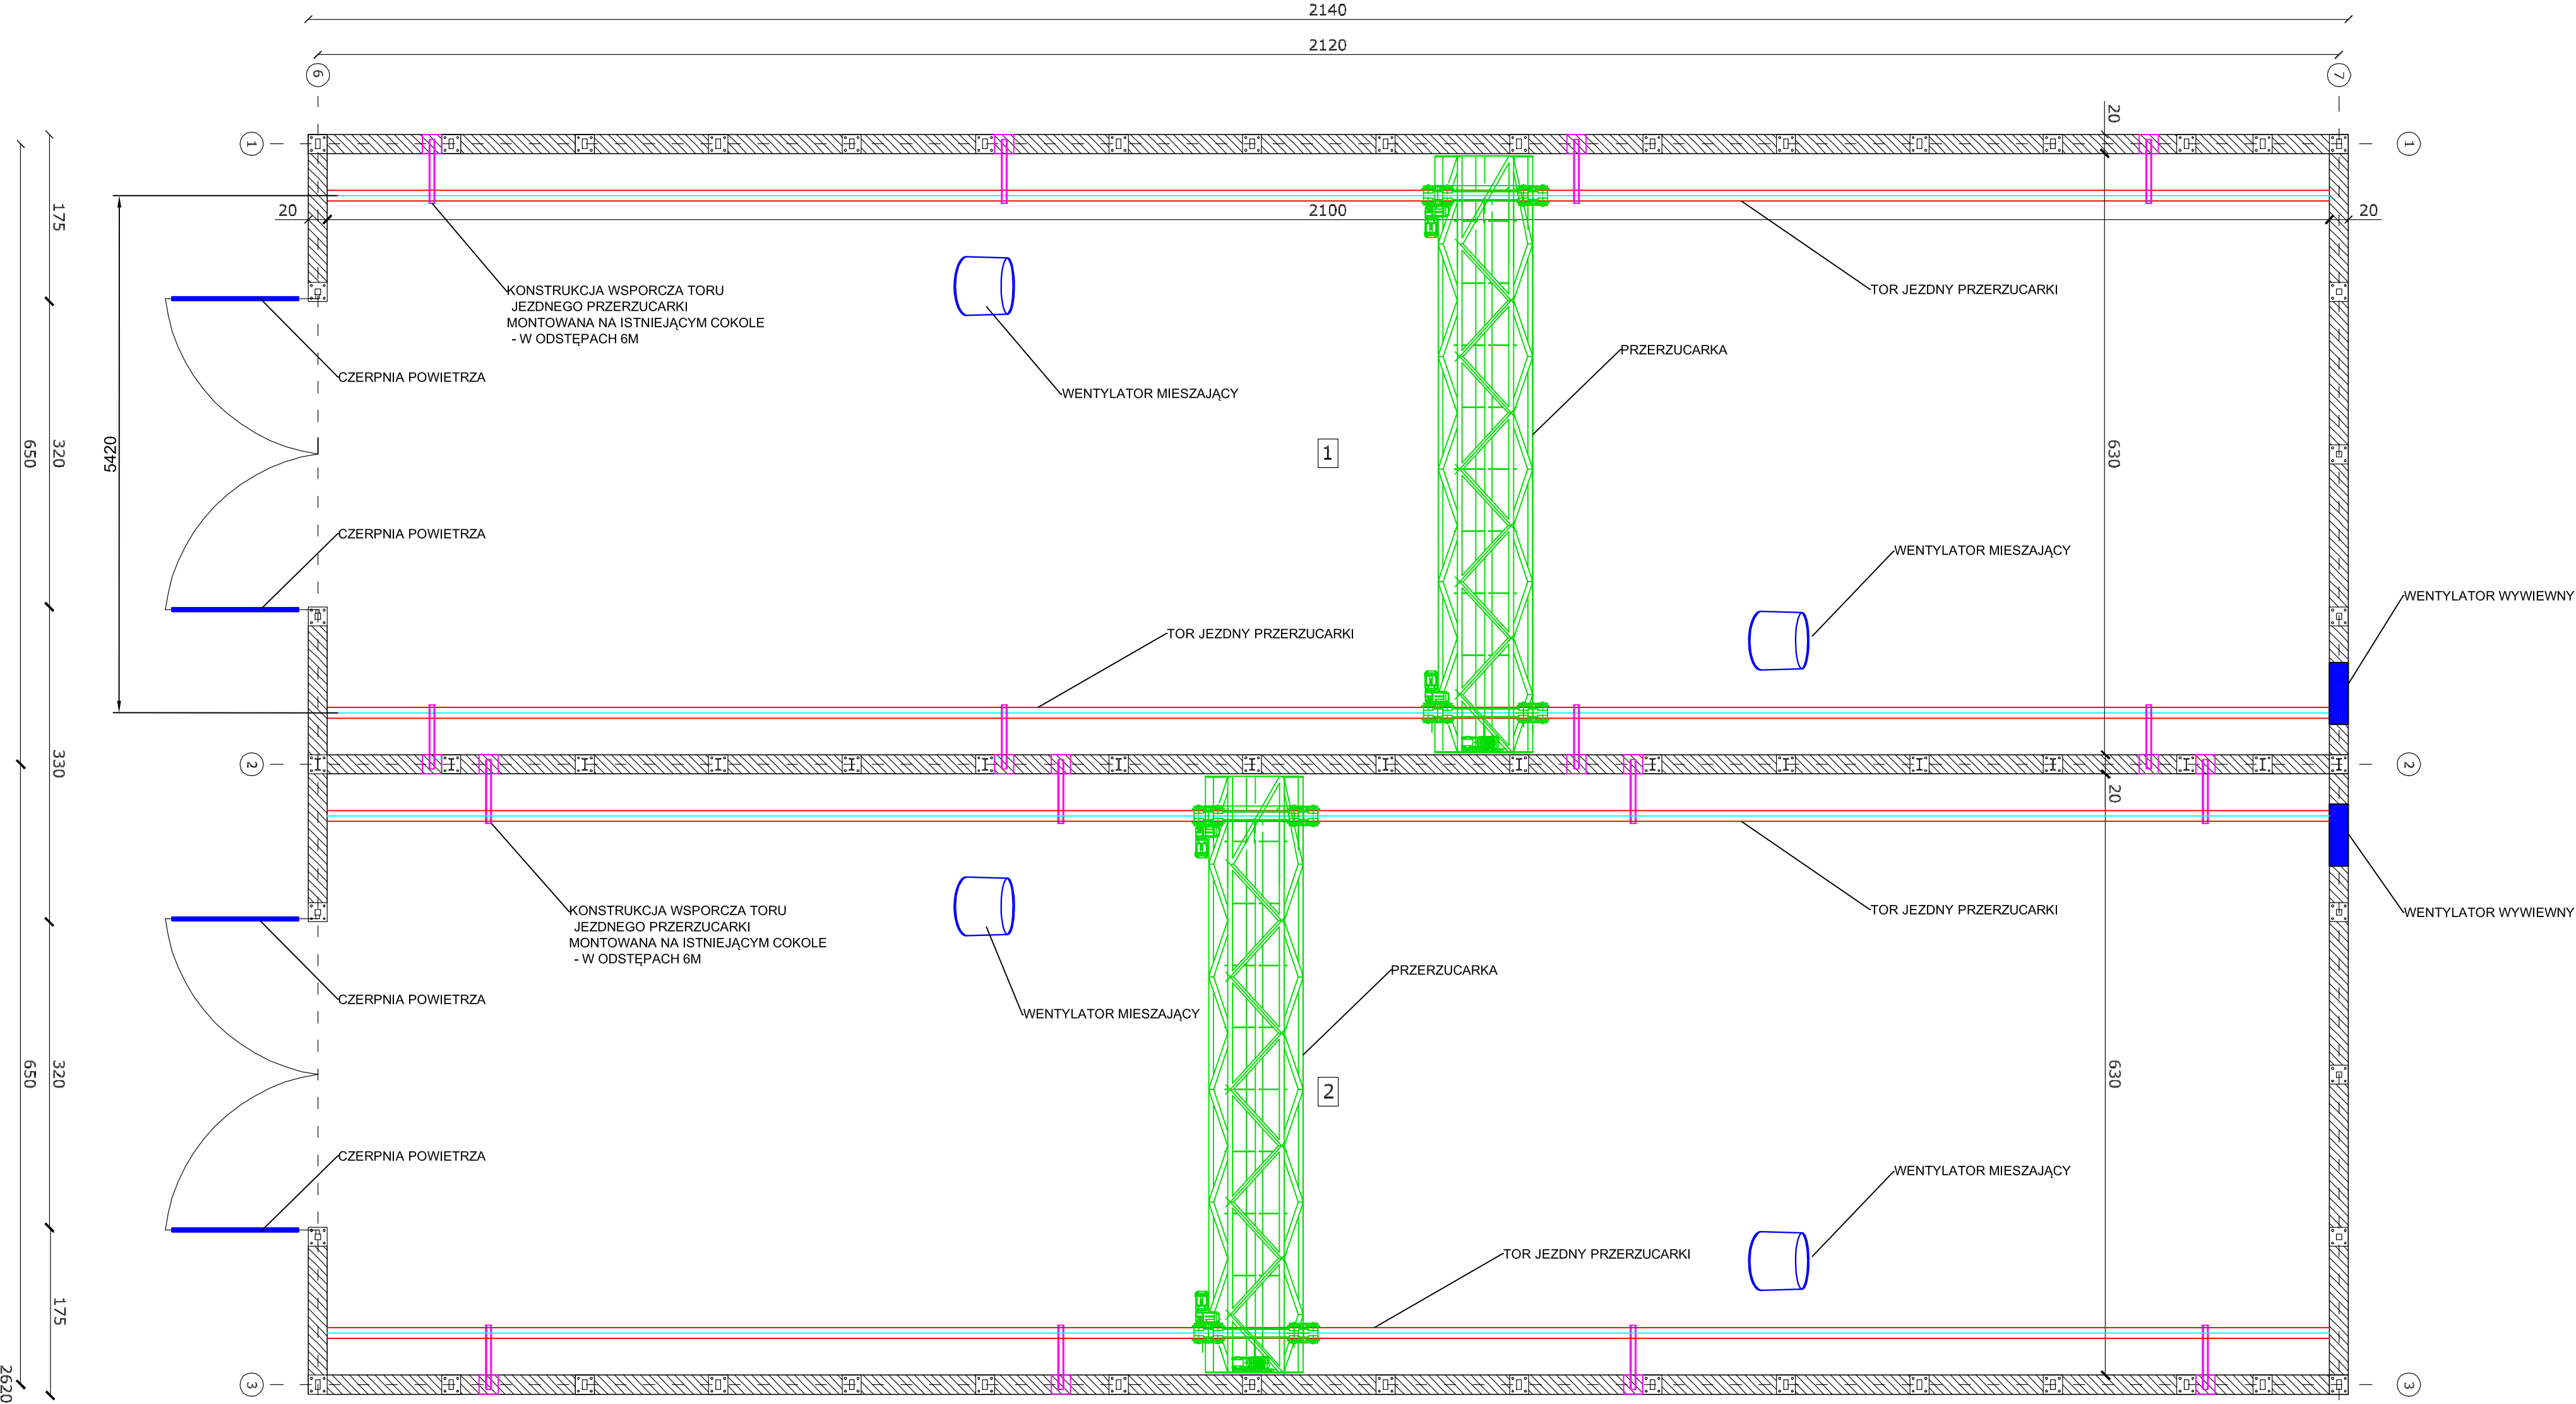 2140
2120
6
7
20
1
1
175
20
2100
20
KONSTRUKCJA WSPORCZA TORU
JEZDNEGO PRZERZUCARKI
MONTOWANA NA ISTNIEJĄCYM COKOLE
- W ODSTĘPACH 6M
TOR JEZDNY PRZERZUCARKI
PRZERZUCARKA
CZERPNIA POWIETRZA
WENTYLATOR MIESZAJĄCY
650
320
5420
1
630
CZERPNIA POWIETRZA
WENTYLATOR MIESZAJĄCY
WENTYLATOR WYWIEWNY
TOR JEZDNY PRZERZUCARKI
330
2
2
20
KONSTRUKCJA WSPORCZA TORU
JEZDNEGO PRZERZUCARKI
MONTOWANA NA ISTNIEJĄCYM COKOLE
- W ODSTĘPACH 6M
TOR JEZDNY PRZERZUCARKI
WENTYLATOR WYWIEWNY
PRZERZUCARKA
CZERPNIA POWIETRZA
WENTYLATOR MIESZAJĄCY
650
320
2
630
CZERPNIA POWIETRZA
WENTYLATOR MIESZAJĄCY
TOR JEZDNY PRZERZUCARKI
175
2620
3
3